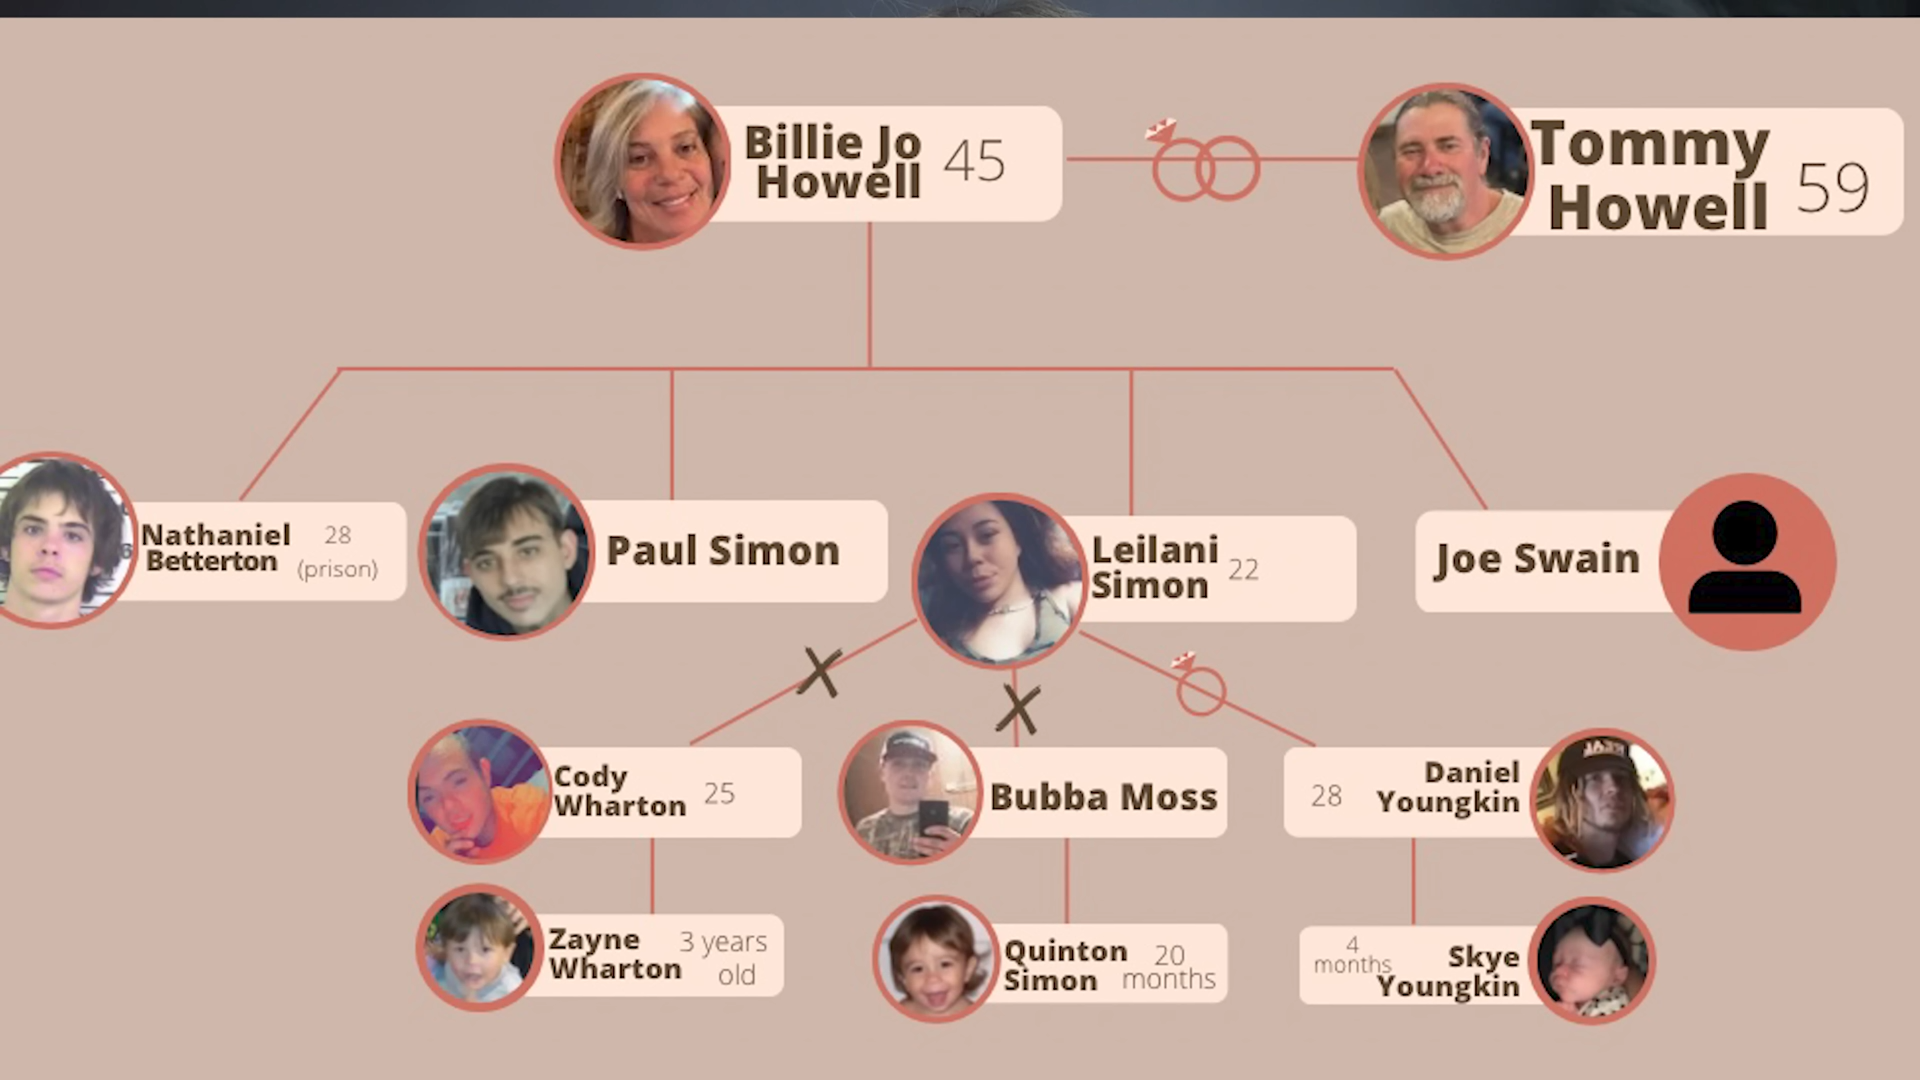 Billie Jo
Howell
45
Tommy
Howell
59
Nathaniel
Betterton
28
(prison)
Paul Simon
Leilani
Simon
22
Joe Swain
Cody
Wharton
25
Bubba Moss
28
Daniel
Youngkin
REAL
Zayne
Wharton
3 years
old
Quinton
Simon
20
months
4
months
Skye
Youngkin
6